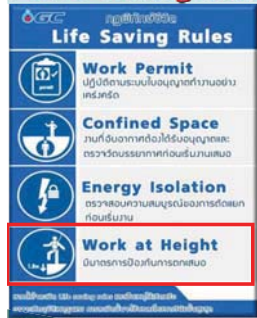 GC
กฎพิทักษ์ชีวิต
Life Saving Rules
Work Permit
ปฏิบัติตามระบบใบอนุญาตทำงานอย่าง
เคร่งครัด
permit
Confined Space
งานที่อับอากาศต้องได้รับอนุญาตและ
ตรวจวัดบรรยากาศก่อนเริ่มงานเสมอ
Energy Isolation
ตรวจสอบความสมบูรณ์ของการตัดแยก
ก่อนเริ่มงาน
Work at Height
มีมาตรการป้องกันการตกเสมอ
1.8m
Life saving rules